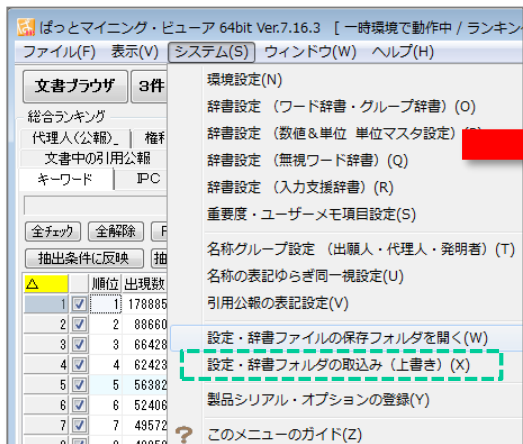 ぱっとマイニング・ビューア 64bit Ver.7.16.3 [一時環境で動作中 / ランキン
ファイル(F) 表示(V) システム(S) ウィンドウ(W) ヘルプ(H)
文書ブラウザ 3件
総合ランキング
代理人(公報)_ 権利
文書中の引用公報
キーワード IPC
全チェック 全解除
抽出条件に反映 抽
△ 順位 出現数
1 1 178885
2 2 88660
3 3 66428
4 4 62423
5 5 56382
6 6 52406
7 7 49572
環境設定(N)
辞書設定 (ワード辞書・グループ辞書)(O)
辞書設定 (数値&単位 単位マスタ設定)
辞書設定 (無視ワード辞書)(Q)
辞書設定 (入力支援辞書)(R)
重要度・ユーザーメモ項目設定(S)
名称グループ設定 (出願人・代理人・発明者)(T)
名称の表記ゆらぎ同一視設定(U)
引用公報の表記設定(V)
設定・辞書ファイルの保存フォルダを開く(W)
設定・辞書フォルダの取込み(上書き)(X)
製品シリアル・オプションの登録(Y)
? このメニューのガイド(Z)